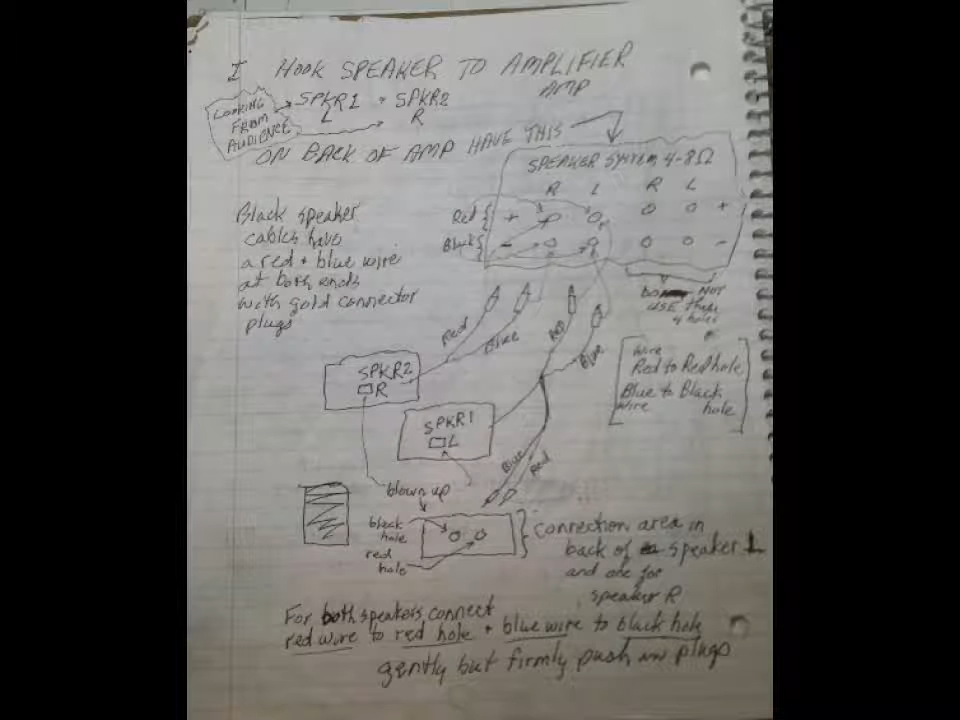 I HOOK SPEAKER TO AMPLIFIER
AMP
LOOKING
FROM
AUDIENCE
SPKR1 • SPKR2
L R
ON BACK OF AMP HAVE THIS
SPEAKER SYSTEM 4-8Ω
R L R L
Red +
+
Black -
-
Black speaker
cables have
a red + blue wire
at both ends
with gold connector
plugs
NOT
USE these
4 holes
Red
Blue
Red
Blue
wire
Red to Red hole
Blue to Black
wire hole
SPKR2
R
SPKR1
L
Blue
Red
blown up
black
hole
red
hole
connection area in
back of speaker L
and one for
speaker R
For both speakers connect
red wire to red hole + blue wire to black hole
gently but firmly push in plugs